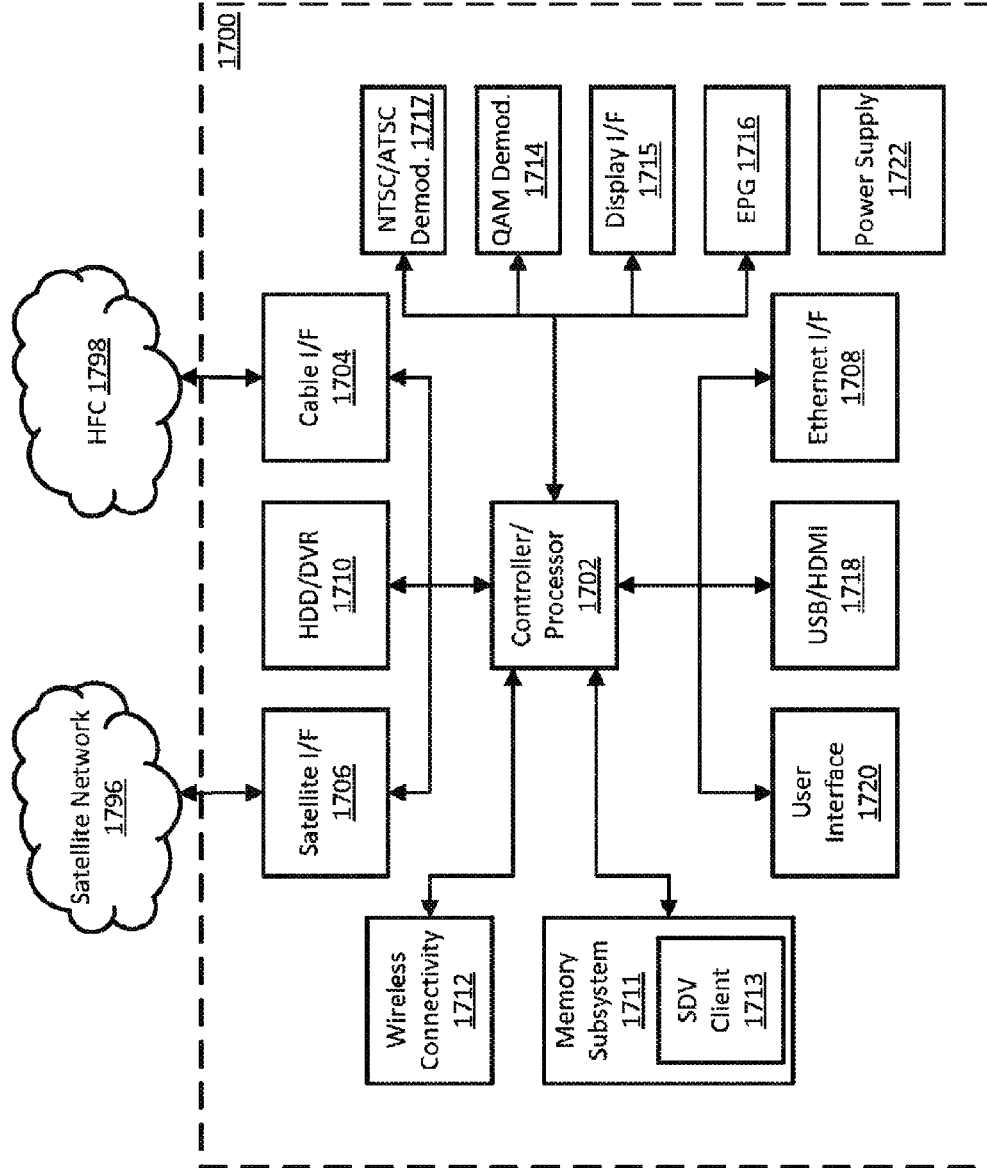 1700
Satellite Network
1796
HFC 1798
Satellite I/F
1706
HDD/DVR
1710
Cable I/F
1704
Wireless
Connectivity
1712
Memory
Subsystem
1711
SDV
Client
1713
Controller/
Processor
1702
NTSC/ATSC
Demod. 1717
QAM Demod.
1714
Display I/F
1715
EPG 1716
Power Supply
1722
User
Interface
1720
USB/HDMI
1718
Ethernet I/F
1708